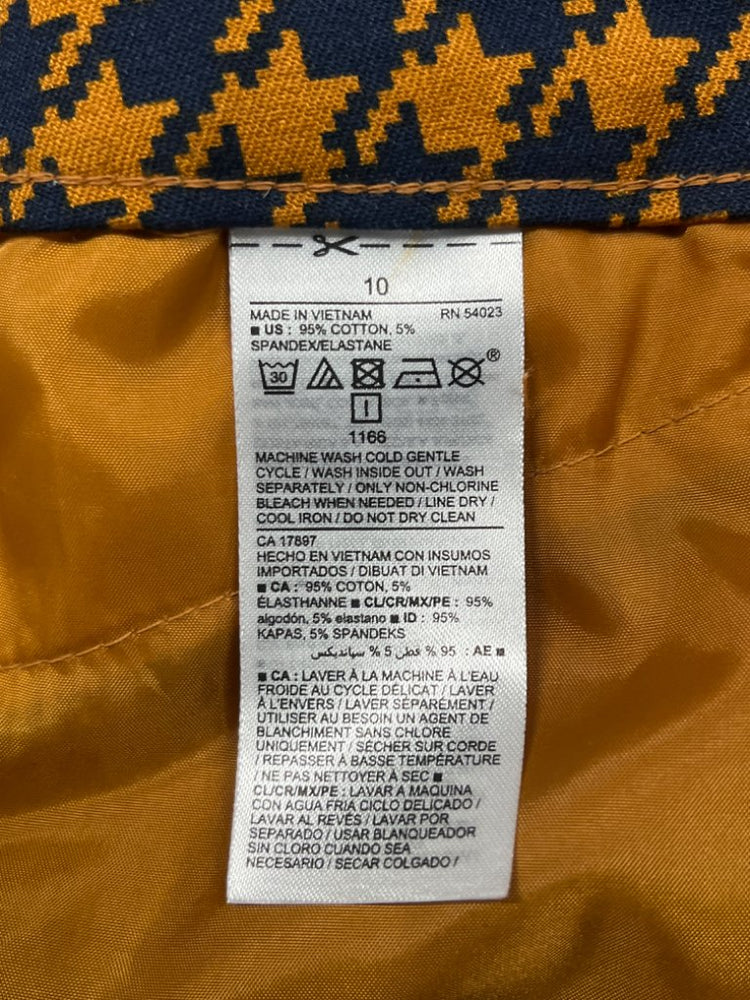 10
MADE IN VIETNAM RN 54023
■ US : 95% COTTON, 5%
SPANDEX/ELASTANE
30
®
1166
MACHINE WASH COLD GENTLE
CYCLE / WASH INSIDE OUT / WASH
SEPARATELY / ONLY NON-CHLORINE
BLEACH WHEN NEEDED / LINE DRY /
COOL IRON / DO NOT DRY CLEAN
CA 17897
HECHO EN VIETNAM CON INSUMOS
IMPORTADOS / DIBUAT DI VIETNAM
■ CA : 95% COTON, 5%
ÉLASTHANNE ■ CL/CR/MX/PE : 95%
algodón, 5% elastano ■ ID : 95%
KAPAS, 5% SPANDEKS
■ AE : 95 % قطن 5 % سباندیکس
■ CA : LAVER À LA MACHINE À L'EAU
FROIDE AU CYCLE DÉLICAT / LAVER
À L'ENVERS / LAVER SÉPARÉMENT /
UTILISER AU BESOIN UN AGENT DE
BLANCHIMENT SANS CHLORE
UNIQUEMENT / SÉCHER SUR CORDE
/ REPASSER À BASSE TEMPÉRATURE
/ NE PAS NETTOYER À SEC ■
CL/CR/MX/PE : LAVAR A MAQUINA
CON AGUA FRIA CICLO DELICADO /
LAVAR AL REVÉS / LAVAR POR
SEPARADO / USAR BLANQUEADOR
SIN CLORO CUANDO SEA
NECESARIO / SECAR COLGADO /